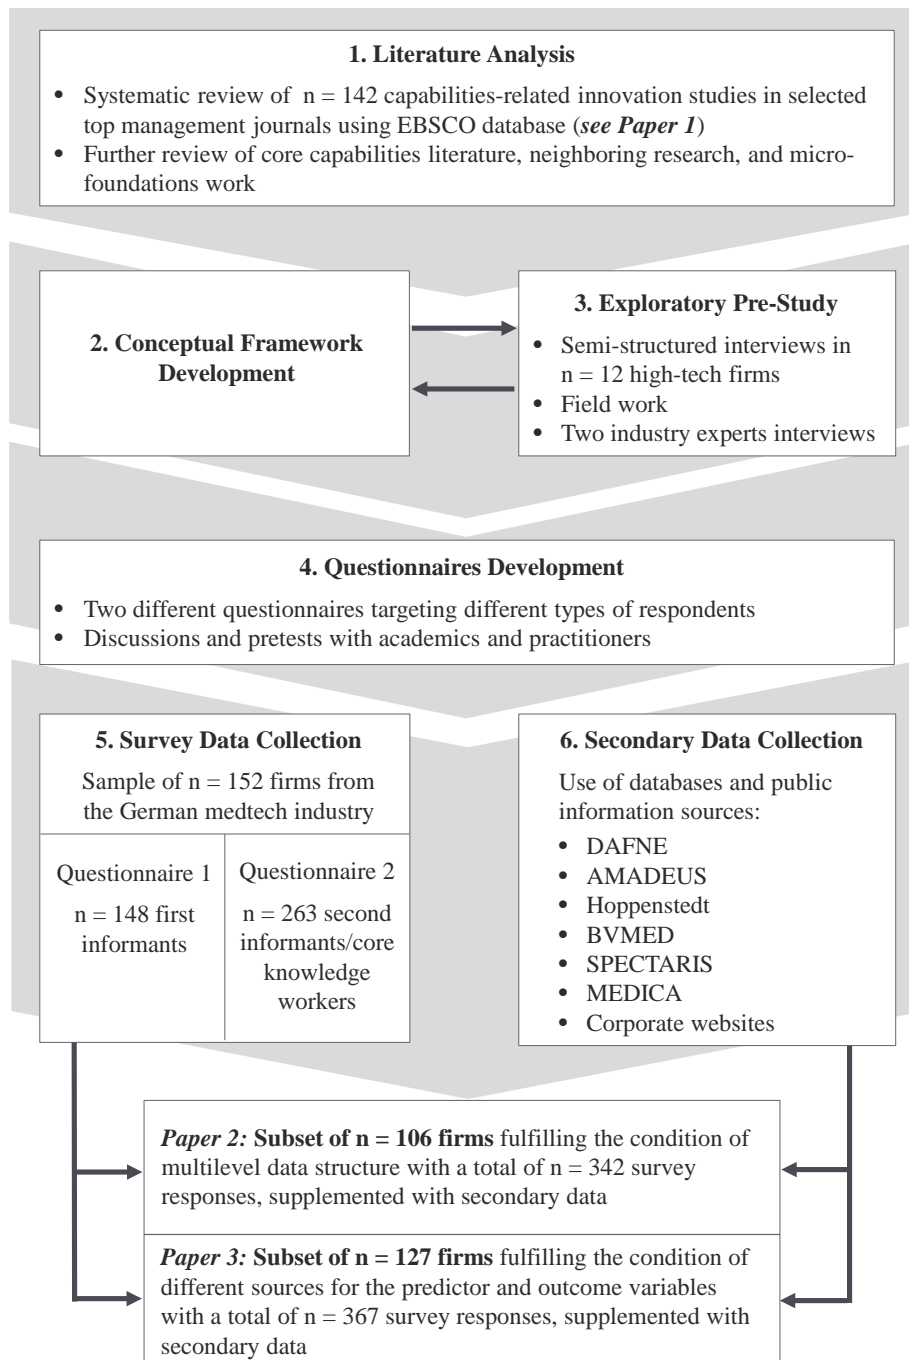 1. Literature Analysis
• Systematic review of n = 142 capabilities-related innovation studies in selected
top management journals using EBSCO database (see Paper 1)
• Further review of core capabilities literature, neighboring research, and micro-
foundations work
2. Conceptual Framework
Development
3. Exploratory Pre-Study
• Semi-structured interviews in
n = 12 high-tech firms
• Field work
• Two industry experts interviews
4. Questionnaires Development
• Two different questionnaires targeting different types of respondents
• Discussions and pretests with academics and practitioners
5. Survey Data Collection
Sample of n = 152 firms from
the German medtech industry
Questionnaire 1
n = 148 first
informants
Questionnaire 2
n = 263 second
informants/core
knowledge
workers
6. Secondary Data Collection
Use of databases and public
information sources:
• DAFNE
• AMADEUS
• Hoppenstedt
• BVMED
• SPECTARIS
• MEDICA
• Corporate websites
Paper 2: Subset of n = 106 firms fulfilling the condition of
multilevel data structure with a total of n = 342 survey
responses, supplemented with secondary data
Paper 3: Subset of n = 127 firms fulfilling the condition of
different sources for the predictor and outcome variables
with a total of n = 367 survey responses, supplemented with
secondary data